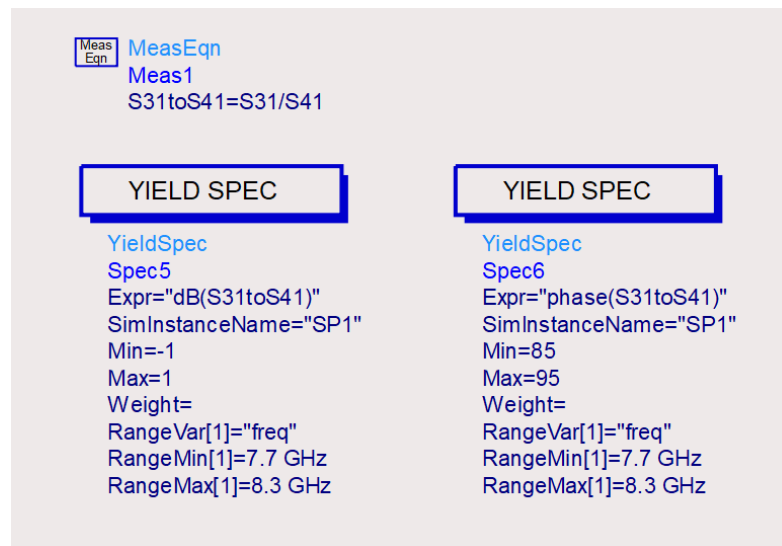 Meas
Eqn
MeasEqn
Meas1
S31toS41=S31/S41
YIELD SPEC
YieldSpec
Spec5
Expr="dB(S31toS41)"
SimInstanceName="SP1"
Min=-1
Max=1
Weight=
RangeVar[1]="freq"
RangeMin[1]=7.7 GHz
RangeMax[1]=8.3 GHz
YIELD SPEC
YieldSpec
Spec6
Expr="phase(S31toS41)"
SimInstanceName="SP1"
Min=85
Max=95
Weight=
RangeVar[1]="freq"
RangeMin[1]=7.7 GHz
RangeMax[1]=8.3 GHz